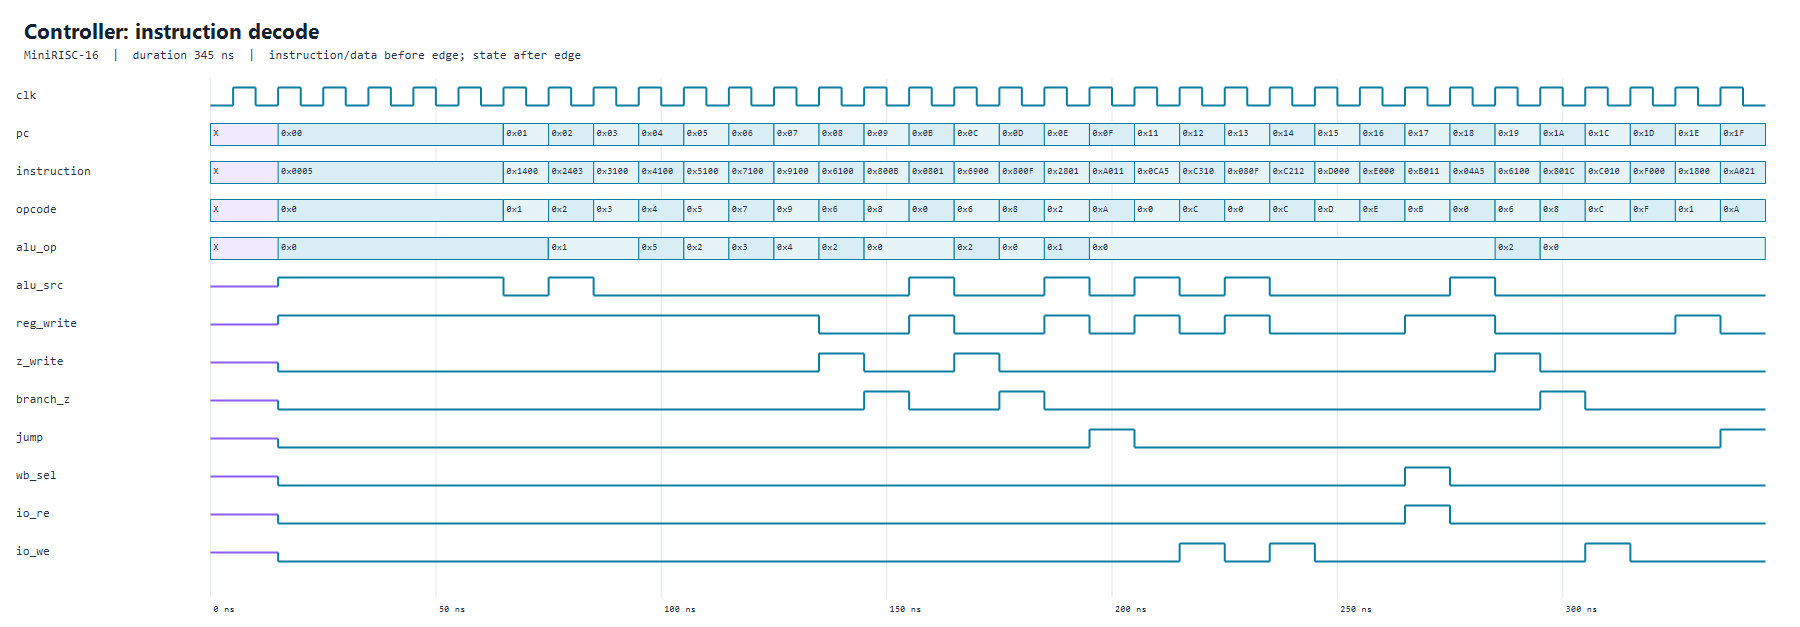 Controller: instruction decode
MiniRISC-16 | duration 345 ns | instruction/data before edge; state after edge
clk
pc X 0x00 0x01 0x02 0x03 0x04 0x05 0x06 0x07 0x08 0x09 0x0B 0x0C 0x0D 0x0E 0x0F 0x11 0x12 0x13 0x14 0x15 0x16 0x17 0x18 0x19 0x1A 0x1C 0x1D 0x1E 0x1F
instruction X 0x0005 0x1400 0x2403 0x3100 0x4100 0x5100 0x7100 0x9100 0x6100 0x800B 0x0801 0x6900 0x800F 0x2801 0xA011 0x0CA5 0xC310 0x080F 0xC212 0xD000 0xE000 0xB011 0x04A5 0x6100 0x801C 0xC010 0xF000 0x1800 0xA021
opcode X 0x0 0x1 0x2 0x3 0x4 0x5 0x7 0x9 0x6 0x8 0x0 0x6 0x8 0x2 0xA 0x0 0xC 0x0 0xC 0xD 0xE 0xB 0x0 0x6 0x8 0xC 0xF 0x1 0xA
alu_op X 0x0 0x1 0x5 0x2 0x3 0x4 0x2 0x0 0x2 0x0 0x1 0x0 0x2 0x0
alu_src
reg_write
z_write
branch_z
jump
wb_sel
io_re
io_we
0 ns 50 ns 100 ns 150 ns 200 ns 250 ns 300 ns